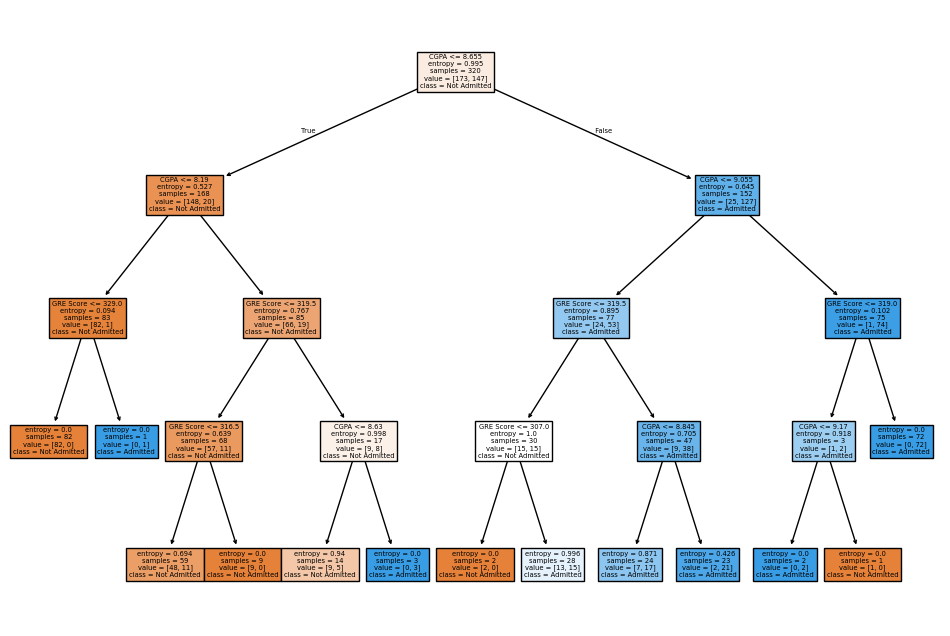 CGPA <= 8.655
entropy = 0.995
samples = 320
value = [173, 147]
class = Not Admitted
True
False
CGPA <= 8.19
entropy = 0.527
samples = 168
value = [148, 20]
class = Not Admitted
CGPA <= 9.055
entropy = 0.645
samples = 152
value = [25, 127]
class = Admitted
GRE Score <= 329.0
entropy = 0.094
samples = 83
value = [82, 1]
class = Not Admitted
GRE Score <= 319.5
entropy = 0.767
samples = 85
value = [66, 19]
class = Not Admitted
GRE Score <= 319.5
entropy = 0.895
samples = 77
value = [24, 53]
class = Admitted
GRE Score <= 319.0
entropy = 0.102
samples = 75
value = [1, 74]
class = Admitted
entropy = 0.0
samples = 82
value = [82, 0]
class = Not Admitted
entropy = 0.0
samples = 1
value = [0, 1]
class = Admitted
GRE Score <= 316.5
entropy = 0.639
samples = 68
value = [57, 11]
class = Not Admitted
CGPA <= 8.63
entropy = 0.998
samples = 17
value = [9, 8]
class = Not Admitted
GRE Score <= 307.0
entropy = 1.0
samples = 30
value = [15, 15]
class = Not Admitted
CGPA <= 8.845
entropy = 0.705
samples = 47
value = [9, 38]
class = Admitted
CGPA <= 9.17
entropy = 0.918
samples = 3
value = [1, 2]
class = Admitted
entropy = 0.0
samples = 72
value = [0, 72]
class = Admitted
entropy = 0.694
samples = 59
value = [48, 11]
class = Not Admitted
entropy = 0.0
samples = 9
value = [9, 0]
class = Not Admitted
entropy = 0.94
samples = 14
value = [9, 5]
class = Not Admitted
entropy = 0.0
samples = 3
value = [0, 3]
class = Admitted
entropy = 0.0
samples = 2
value = [2, 0]
class = Not Admitted
entropy = 0.996
samples = 28
value = [13, 15]
class = Admitted
entropy = 0.871
samples = 24
value = [7, 17]
class = Admitted
entropy = 0.426
samples = 23
value = [2, 21]
class = Admitted
entropy = 0.0
samples = 2
value = [0, 2]
class = Admitted
entropy = 0.0
samples = 1
value = [1, 0]
class = Not Admitted